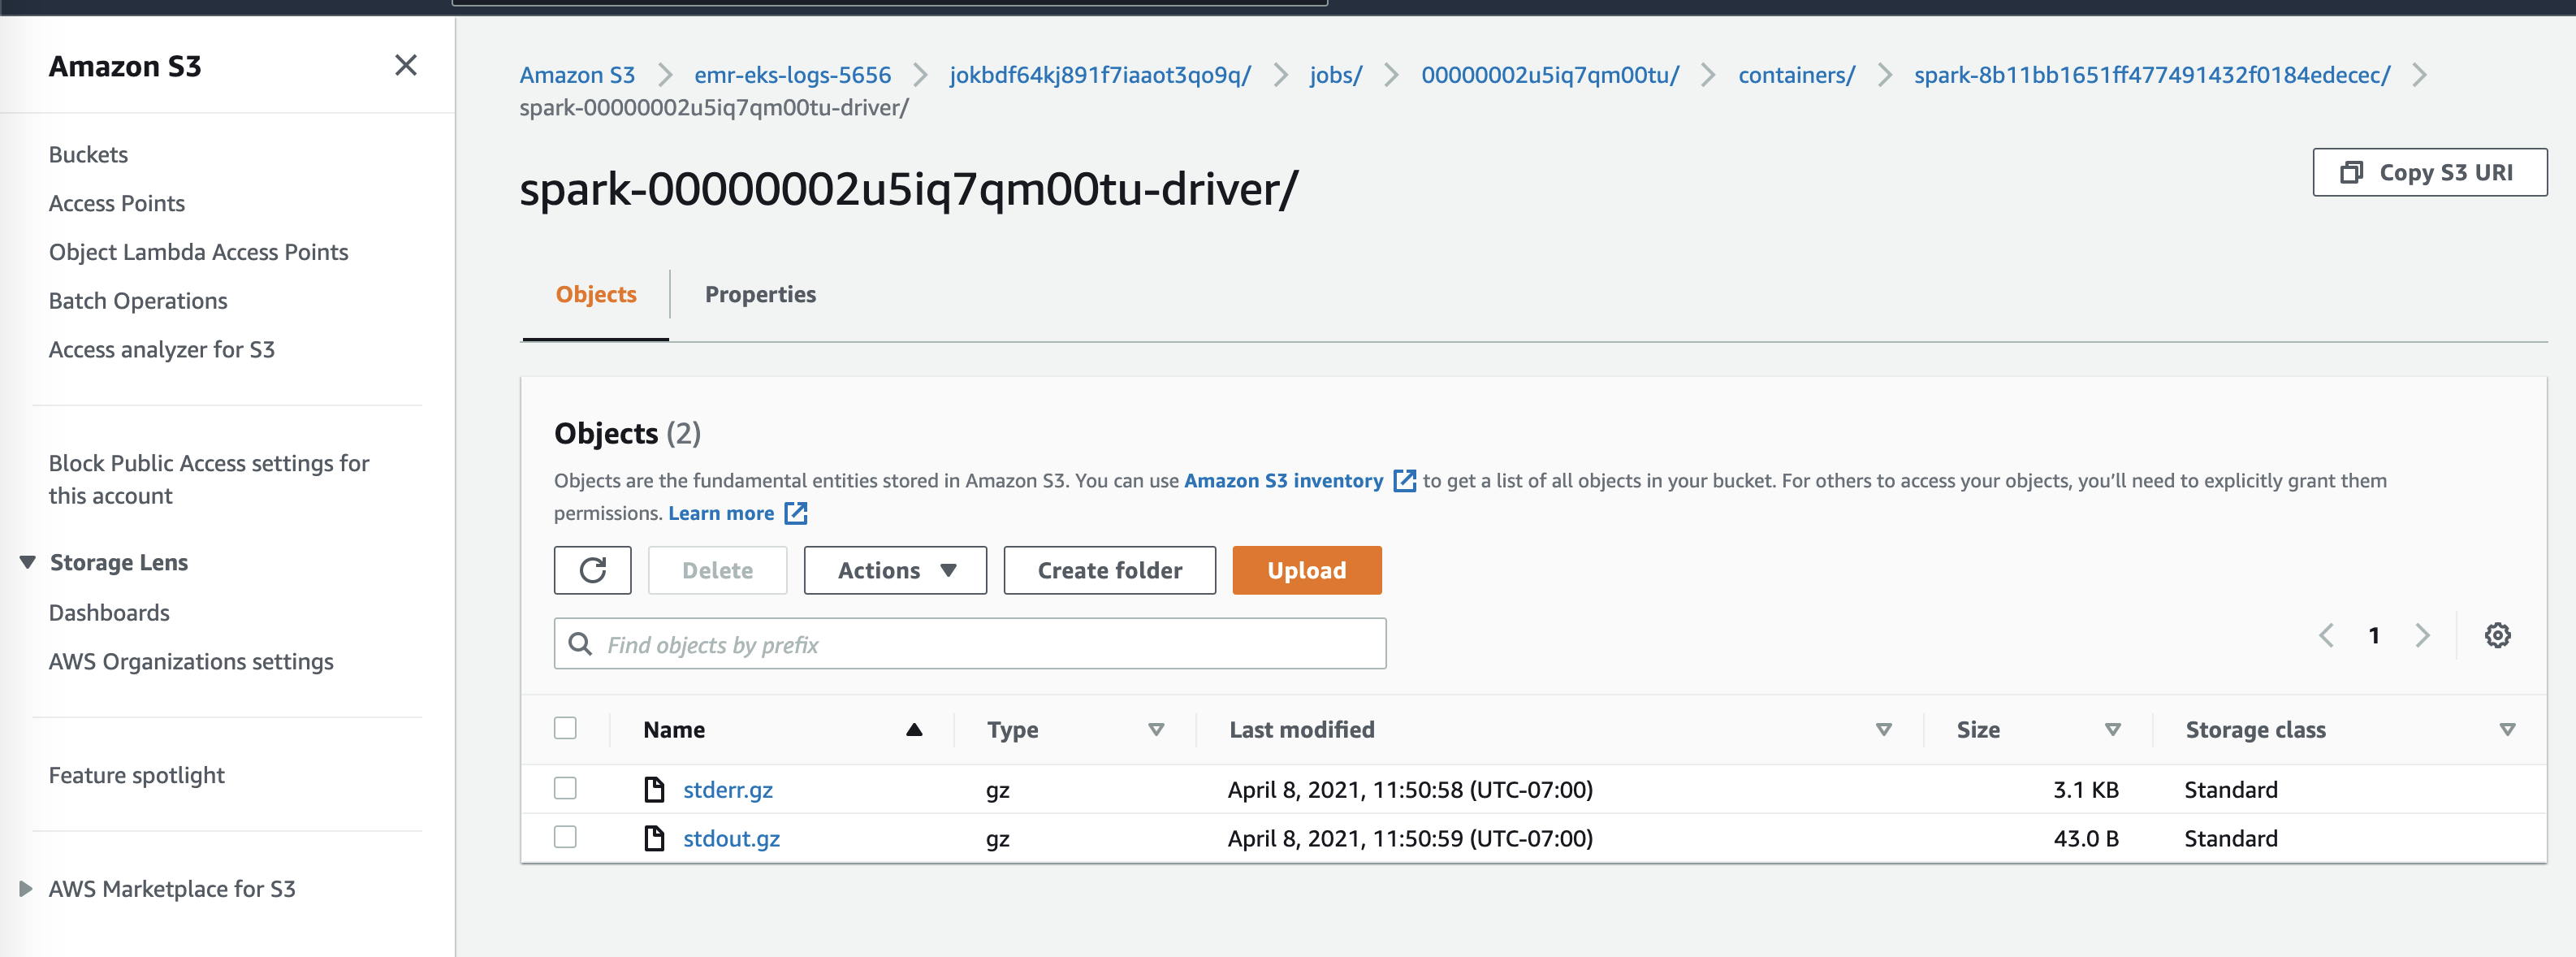 Amazon S3
Buckets
Access Points
Object Lambda Access Points
Batch Operations
Access analyzer for S3
Block Public Access settings for
this account
Storage Lens
Dashboards
AWS Organizations settings
Feature spotlight
AWS Marketplace for S3
Amazon S3 > emr-eks-logs-5656 > jokbdf64kj891f7iaaot3qo9q/ > jobs/ > 00000002u5iq7qm00tu/ > containers/ > spark-8b11bb1651ff477491432f0184edecec/ >
spark-00000002u5iq7qm00tu-driver/
spark-00000002u5iq7qm00tu-driver/
Copy S3 URI
Objects Properties
Objects (2)
Objects are the fundamental entities stored in Amazon S3. You can use Amazon S3 inventory to get a list of all objects in your bucket. For others to access your objects, you’ll need to explicitly grant them
permissions. Learn more
Delete Actions Create folder Upload
Find objects by prefix
1
Name Type Last modified Size Storage class
stderr.gz gz April 8, 2021, 11:50:58 (UTC-07:00) 3.1 KB Standard
stdout.gz gz April 8, 2021, 11:50:59 (UTC-07:00) 43.0 B Standard